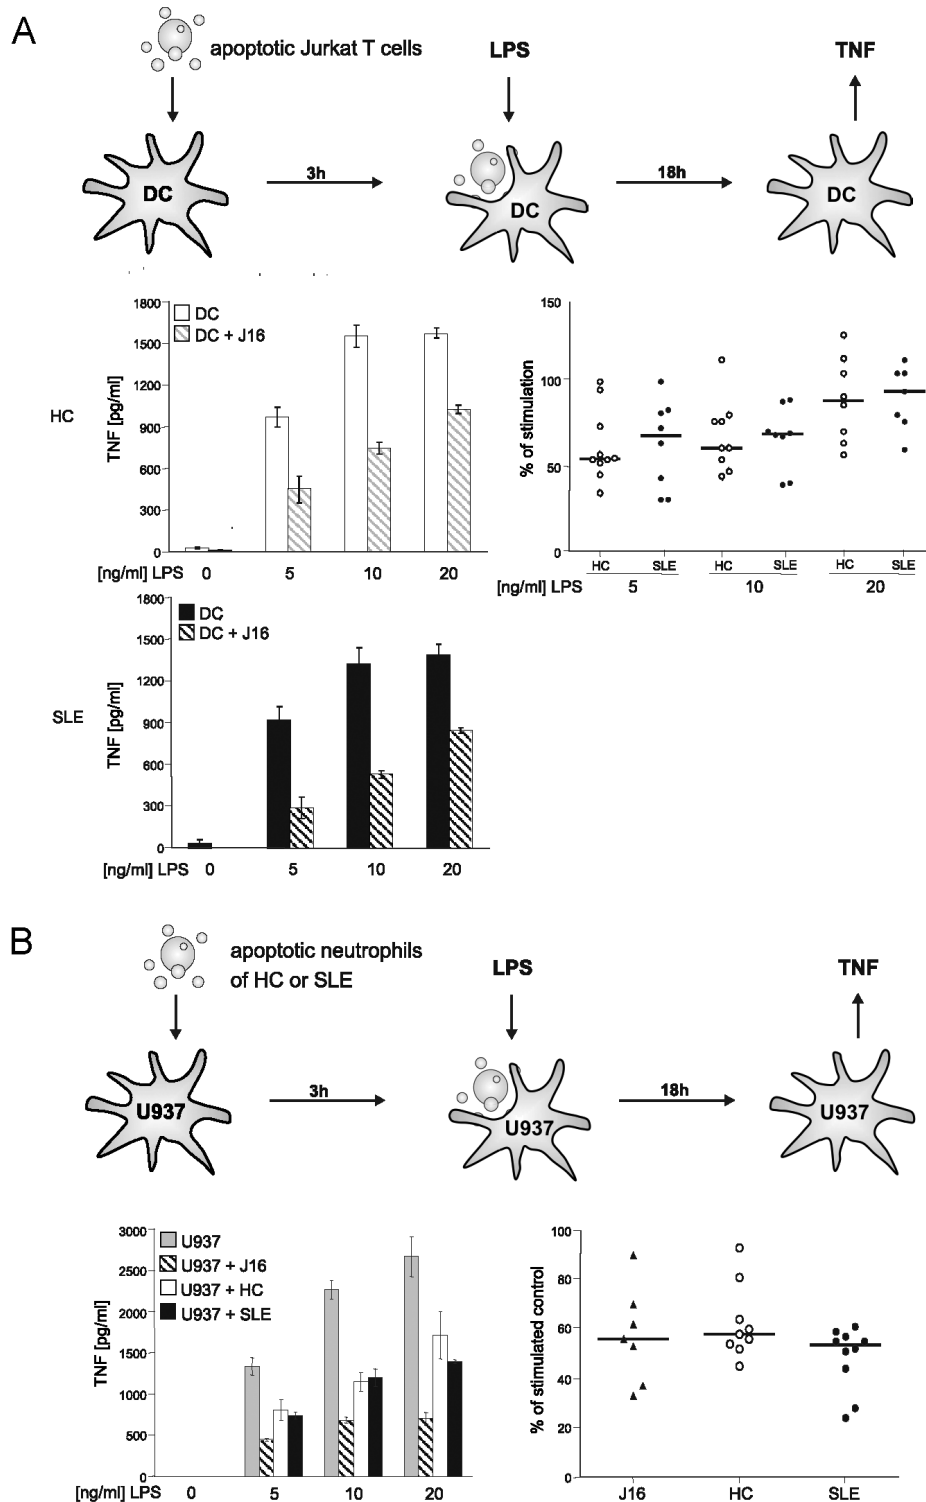 A
apoptotic Jurkat T cells
LPS
TNF
DC
3h
DC
18h
DC
HC
TNF [pg/ml]
1800
1500
1200
900
600
300
0
DC
DC + J16
[ng/ml] LPS 0 5 10 20
% of stimulation
150
100
50
0
HC SLE HC SLE HC SLE
[ng/ml] LPS 5 10 20
SLE
TNF [pg/ml]
1800
1500
1200
900
600
300
0
DC
DC + J16
[ng/ml] LPS 0 5 10 20
B
apoptotic neutrophils
of HC or SLE
LPS
TNF
U937
3h
U937
18h
U937
TNF [pg/ml]
3000
2500
2000
1500
1000
500
0
U937
U937 + J16
U937 + HC
U937 + SLE
[ng/ml] LPS 0 5 10 20
% of stimulated control
100
80
60
40
20
0
J16 HC SLE